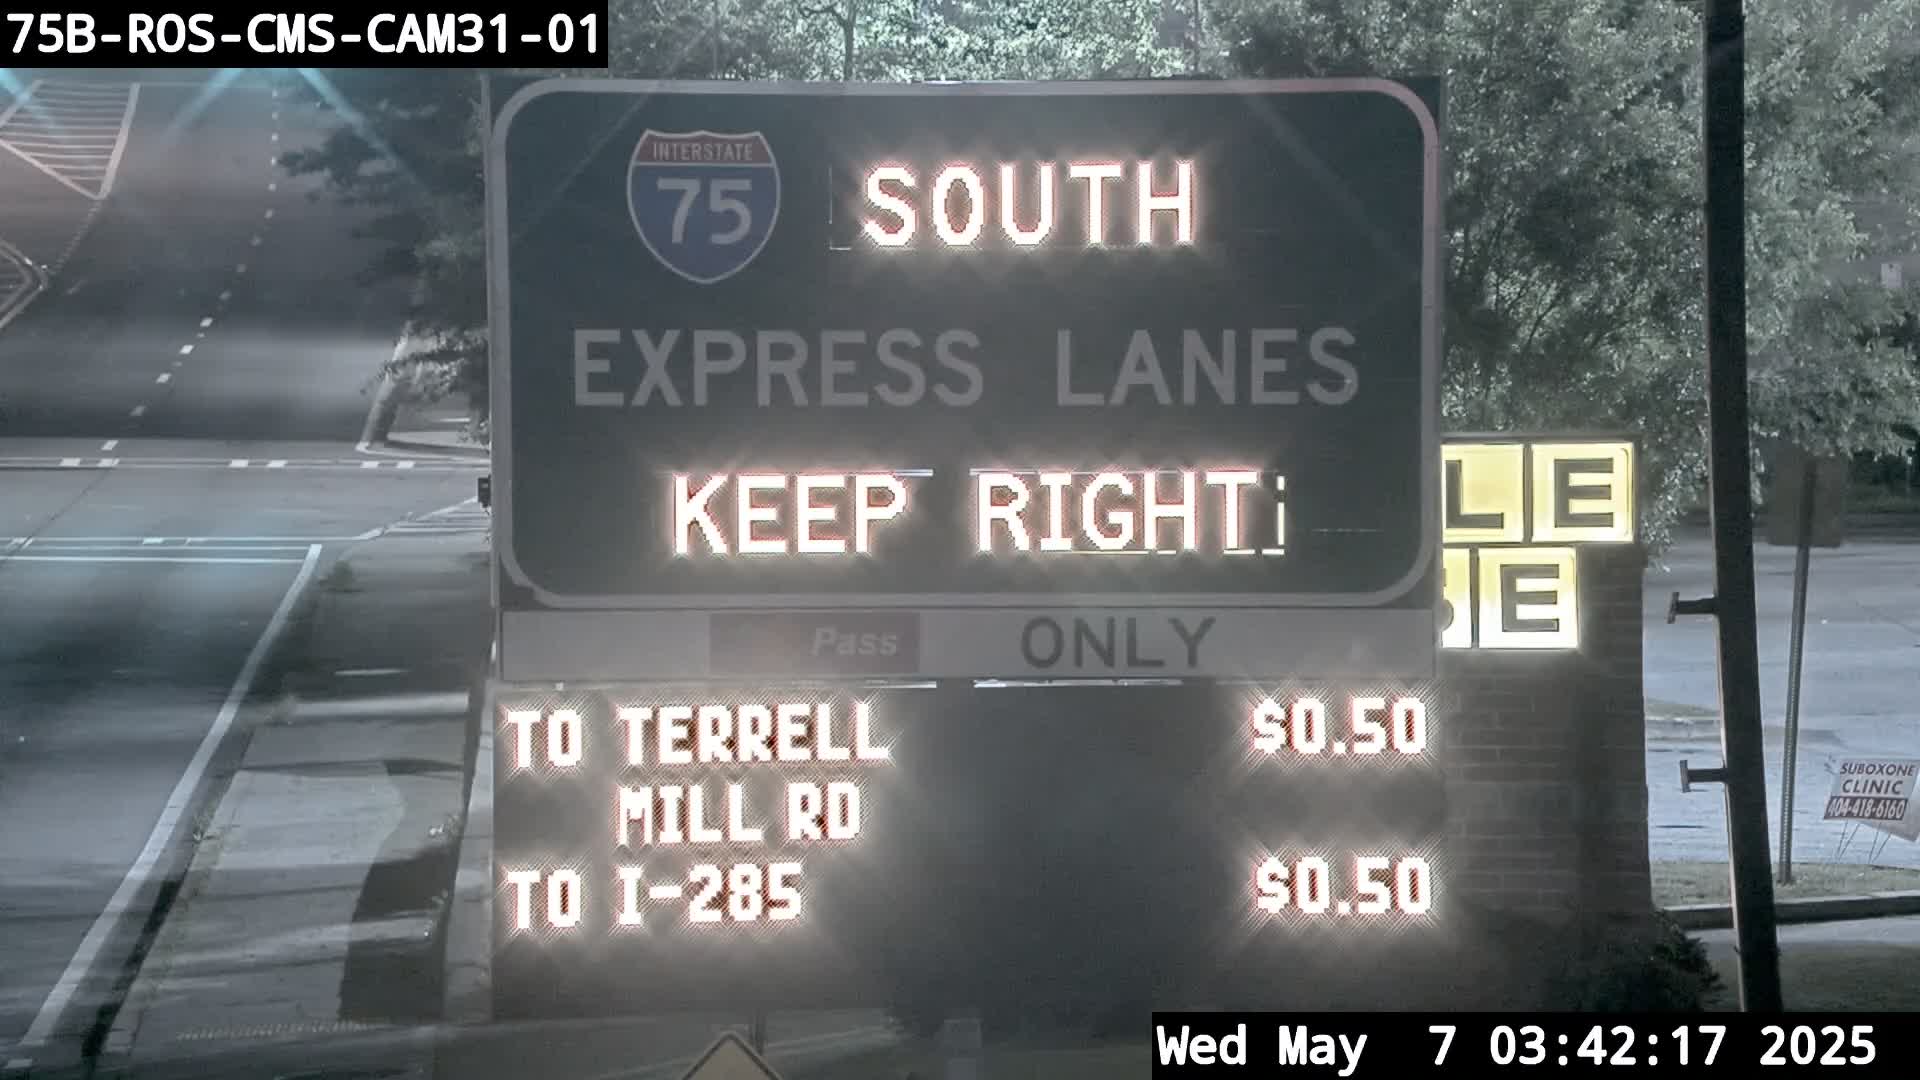 75B-ROS-CMS-CAM31-01
INTERSTATE
75
SOUTH
EXPRESS LANES
KEEP RIGHT
Pass ONLY
TO TERRELL $0.50
MILL RD
TO I-285 $0.50
LE
E
SUBOXONE
CLINIC
404-418-6160
Wed May 7 03:42:17 2025